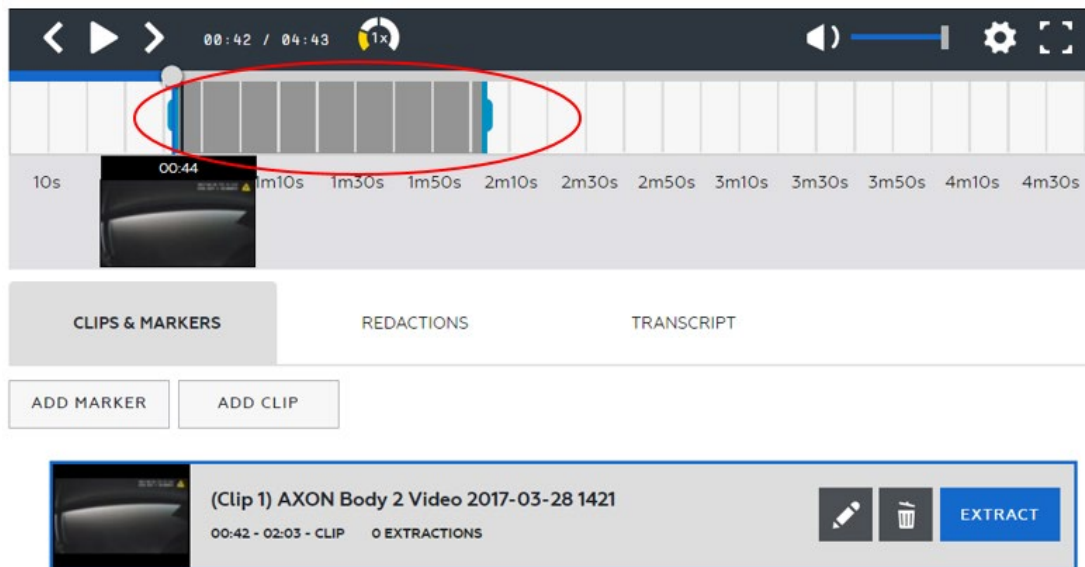 00:42 / 04:43 1x
00:44
10s 1m10s 1m30s 1m50s 2m10s 2m30s 2m50s 3m10s 3m30s 3m50s 4m10s 4m30s
CLIPS & MARKERS REDACTIONS TRANSCRIPT
ADD MARKER ADD CLIP
(Clip 1) AXON Body 2 Video 2017-03-28 1421
00:42 - 02:03 - CLIP 0 EXTRACTIONS
EXTRACT